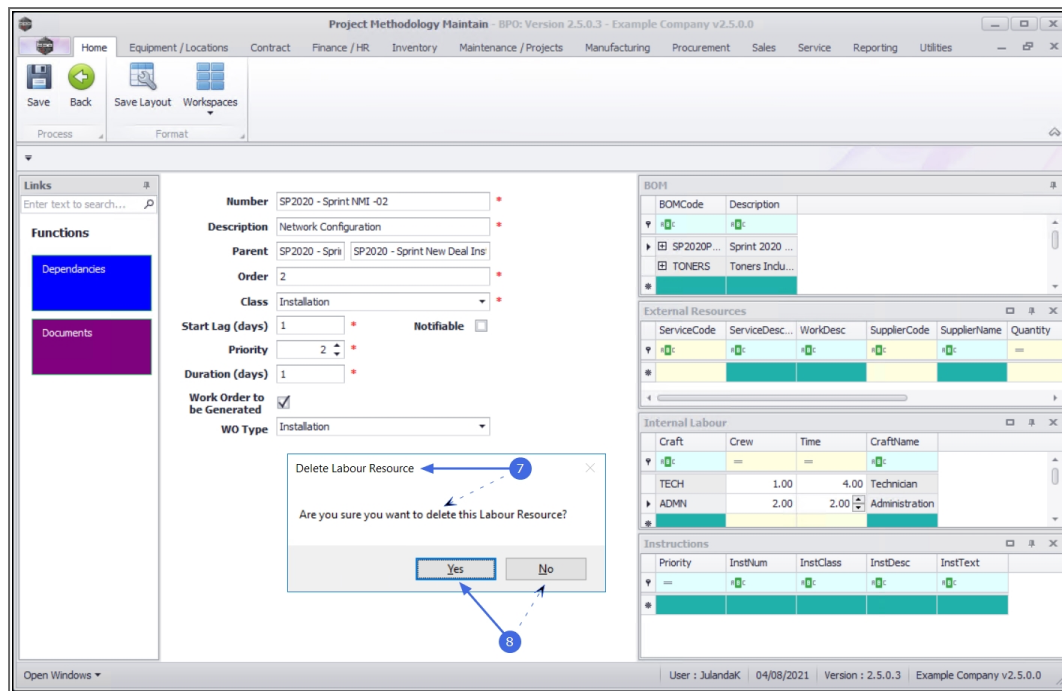 Project Methodology Maintain - BPO: Version 2.5.0.3 - Example Company v2.5.0.0
Home Equipment / Locations Contract Finance / HR Inventory Maintenance / Projects Manufacturing Procurement Sales Service Reporting Utilities
Save Back Save Layout Workspaces
Process Format
Links
Enter text to search...
Functions
Dependancies
Documents
Number SP2020 - Sprint NMI -02 *
Description Network Configuration *
Parent SP2020 - Spri SP2020 - Sprint New Deal Ins
Order 2 *
Class Installation *
Start Lag (days) 1 * Notifiable
Priority 2 *
Duration (days) 1 *
Work Order to
be Generated
WO Type Installation
Delete Labour Resource 7
Are you sure you want to delete this Labour Resource?
Yes No
8
BOM
BOMCode Description
SP2020P... Sprint 2020 ...
TONERS Toners Inclu...
External Resources
ServiceCode ServiceDesc... WorkDesc SupplierCode SupplierName Quantity
Internal Labour
Craft Crew Time CraftName
TECH 1.00 4.00 Technician
ADMN 2.00 2.00 Administration
Instructions
Priority InstNum InstClass InstDesc InstText
Open Windows User : JulandaK 04/08/2021 Version : 2.5.0.3 Example Company v2.5.0.0